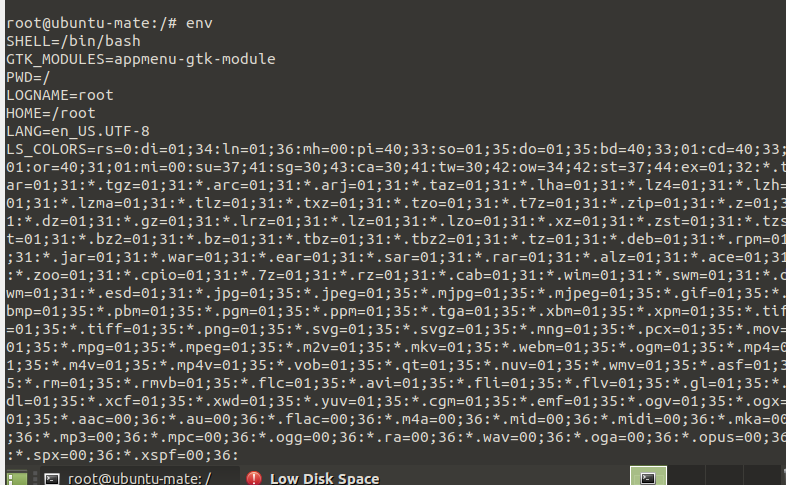 root@ubuntu-mate:/# env
SHELL=/bin/bash
GTK_MODULES=appmenu-gtk-module
PWD=/
LOGNAME=root
HOME=/root
LANG=en_US.UTF-8
LS_COLORS=rs=0:di=01;34:ln=01;36:mh=00:pi=40;33:so=01;35:do=01;35:bd=40;33;01:cd=40;33;
01:or=40;31;01:mi=00:su=37;41:sg=30;43:ca=30;41:tw=30;42:ow=34;42:st=37;44:ex=01;32:*.t
ar=01;31:*.tgz=01;31:*.arc=01;31:*.arj=01;31:*.taz=01;31:*.lha=01;31:*.lz4=01;31:*.lzh=
01;31:*.lzma=01;31:*.tlz=01;31:*.txz=01;31:*.tzo=01;31:*.t7z=01;31:*.zip=01;31:*.z=01;3
1:*.dz=01;31:*.gz=01;31:*.lrz=01;31:*.lz=01;31:*.lzo=01;31:*.xz=01;31:*.zst=01;31:*.tzs
t=01;31:*.bz2=01;31:*.bz=01;31:*.tbz=01;31:*.tbz2=01;31:*.tz=01;31:*.deb=01;31:*.rpm=01
;31:*.jar=01;31:*.war=01;31:*.ear=01;31:*.sar=01;31:*.rar=01;31:*.alz=01;31:*.ace=01;31
:*.zoo=01;31:*.cpio=01;31:*.7z=01;31:*.rz=01;31:*.cab=01;31:*.wim=01;31:*.swm=01;31:*.d
wm=01;31:*.esd=01;31:*.jpg=01;35:*.jpeg=01;35:*.mjpg=01;35:*.mjpeg=01;35:*.gif=01;35:*.
bmp=01;35:*.pbm=01;35:*.pgm=01;35:*.ppm=01;35:*.tga=01;35:*.xbm=01;35:*.xpm=01;35:*.tif
=01;35:*.tiff=01;35:*.png=01;35:*.svg=01;35:*.svgz=01;35:*.mng=01;35:*.pcx=01;35:*.mov=
01;35:*.mpg=01;35:*.mpeg=01;35:*.m2v=01;35:*.mkv=01;35:*.webm=01;35:*.ogm=01;35:*.mp4=0
1;35:*.m4v=01;35:*.mp4v=01;35:*.vob=01;35:*.qt=01;35:*.nuv=01;35:*.wmv=01;35:*.asf=01;3
5:*.rm=01;35:*.rmvb=01;35:*.flc=01;35:*.avi=01;35:*.fli=01;35:*.flv=01;35:*.gl=01;35:*.
dl=01;35:*.xcf=01;35:*.xwd=01;35:*.yuv=01;35:*.cgm=01;35:*.emf=01;35:*.ogv=01;35:*.ogx=
01;35:*.aac=00;36:*.au=00;36:*.flac=00;36:*.m4a=00;36:*.mid=00;36:*.midi=00;36:*.mka=00
;36:*.mp3=00;36:*.mpc=00;36:*.ogg=00;36:*.ra=00;36:*.wav=00;36:*.oga=00;36:*.opus=00;36
:*.spx=00;36:*.xspf=00;36:
root@ubuntu-mate: /
Low Disk Space